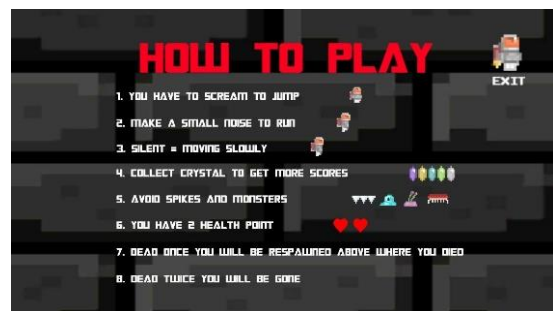 HOW TO PLAY
EXIT
1. YOU HAVE TO SCREAM TO JUMP
2. MAKE A SMALL NOISE TO RUN
3. SILENT = MOVING SLOWLY
4. COLLECT CRYSTAL TO GET MORE SCORES
5. AVOID SPIKES AND MONSTERS
6. YOU HAVE 2 HEALTH POINT
7. DEAD ONCE YOU WILL BE RESPAWNED ABOVE WHERE YOU DIED
8. DEAD TWICE YOU WILL BE GONE